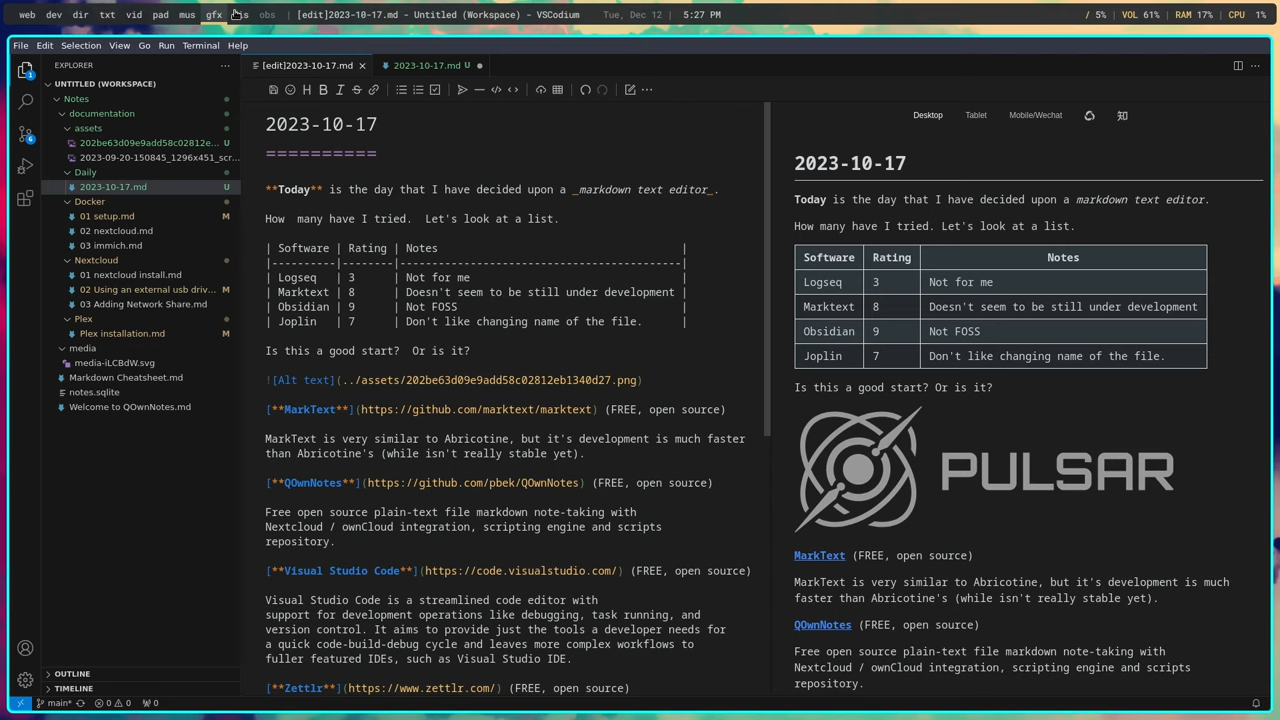 web dev dir txt vid pad mus gfx obs [edit]2023-10-17.md - Untitled (Workspace) - VSCodium Tue, Dec 12 5:27 PM / 5% VOL 61% RAM 17% CPU 1%
File Edit Selection View Go Run Terminal Help
EXPLORER ···
UNTITLED (WORKSPACE)
Notes
documentation
assets
202be63d09e9add58c02812e... U
2023-09-20-150845_1296x451_scr...
Daily
2023-10-17.md U
Docker
01 setup.md M
02 nextcloud.md
03 immich.md
Nextcloud
01 nextcloud install.md
02 Using an external usb driv... M
03 Adding Network Share.md
Plex
Plex installation.md M
media
media-iLCBdW.svg
Markdown Cheatsheet.md
notes.sqlite
Welcome to QOwnNotes.md
OUTLINE
TIMELINE
1
6
[edit]2023-10-17.md
2023-10-17.md U
2023-10-17
==========
**Today** is the day that I have decided upon a _markdown text editor_.
How  many have I tried.  Let's look at a list.
| Software | Rating | Notes |
|----------|--------|-----------------------------------------|
| Logseq | 3 | Not for me
| Marktext | 8 | Doesn't seem to be still under development |
| Obsidian | 9 | Not FOSS
| Joplin | 7 | Don't like changing name of the file. |
Is this a good start?  Or is it?
![Alt text](../assets/202be63d09e9add58c02812eb1340d27.png)
[**MarkText**](https://github.com/marktext/marktext) (FREE, open source)
MarkText is very similar to Abricotine, but it's development is much faster
than Abricotine's (while isn't really stable yet).
[**QOwnNotes**](https://github.com/pbek/QOwnNotes) (FREE, open source)
Free open source plain-text file markdown note-taking with
Nextcloud / ownCloud integration, scripting engine and scripts
repository.
[**Visual Studio Code**](https://code.visualstudio.com/) (FREE, open source)
Visual Studio Code is a streamlined code editor with
support for development operations like debugging, task running, and
version control. It aims to provide just the tools a developer needs for
a quick code-build-debug cycle and leaves more complex workflows to
fuller featured IDEs, such as Visual Studio IDE.
[**Zettlr**](https://www.zettlr.com/) (FREE, open source)
Desktop Tablet Mobile/Wechat 知
2023-10-17
Today is the day that I have decided upon a markdown text editor.
How many have I tried. Let's look at a list.
Software Rating Notes
Logseq 3 Not for me
Marktext 8 Doesn't seem to be still under development
Obsidian 9 Not FOSS
Joplin 7 Don't like changing name of the file.
Is this a good start? Or is it?
PULSAR
MarkText (FREE, open source)
MarkText is very similar to Abricotine, but it's development is much
faster than Abricotine's (while isn't really stable yet).
QOwnNotes (FREE, open source)
Free open source plain-text file markdown note-taking with
Nextcloud / ownCloud integration, scripting engine and scripts
repository.
main* 0 0 0